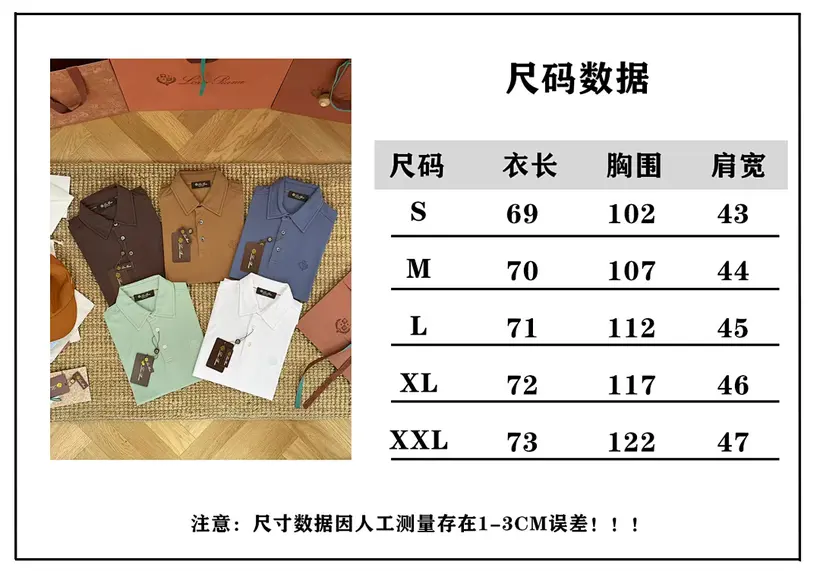 Loro Piana
尺码数据
尺码 衣长 胸围 肩宽
S 69 102 43
M 70 107 44
L 71 112 45
XL 72 117 46
XXL 73 122 47
注意：尺寸数据因人工测量存在1-3CM误差！！！